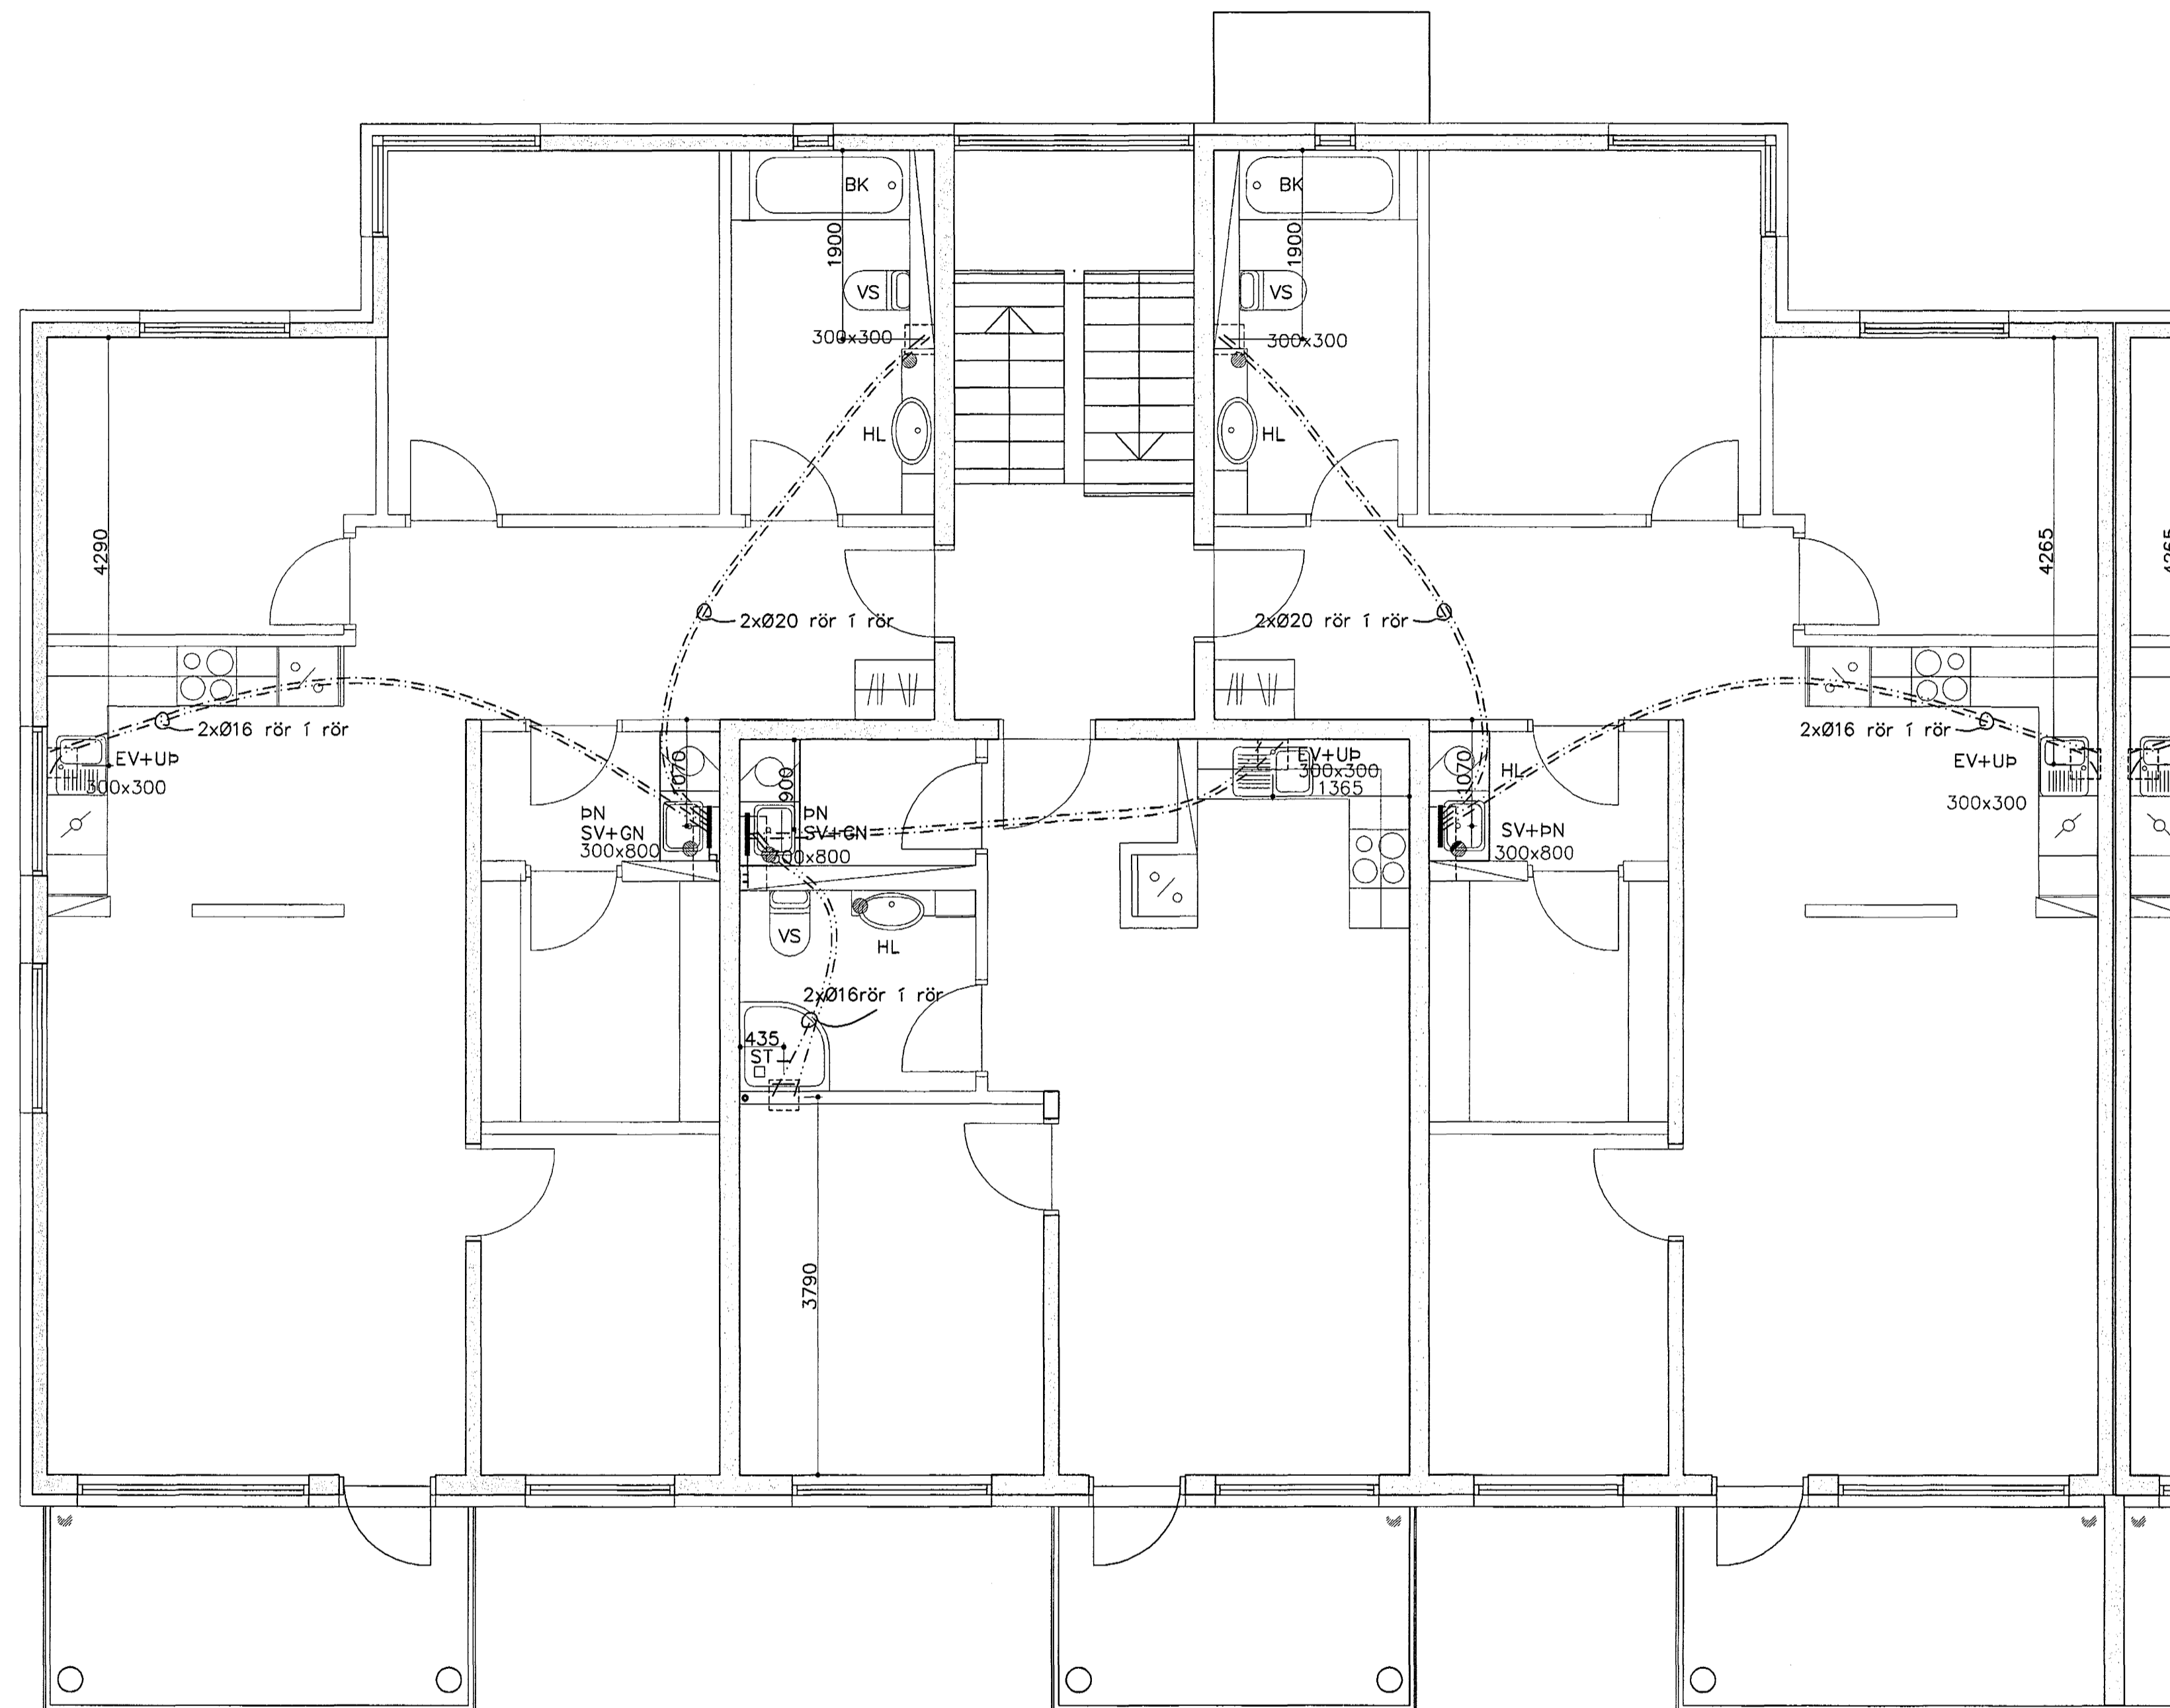 BK
BK
1900
1900
VS
VS
300x300
300x300
HL
HL
4290
4265
4265
2xØ20 rör í rör
2xØ20 rör í rör
2xØ16 rör í rör
2xØ16 rör í rör
EV+UÞ
300x300
1070
900
EV+UÞ
300x300
1365
1070
HL
EV+UÞ
300x300
ÞN
SV+GN
300x800
ÞN
SV+GN
300x800
SV+ÞN
300x800
VS
HL
2xØ16rör í rör
435
ST
3790